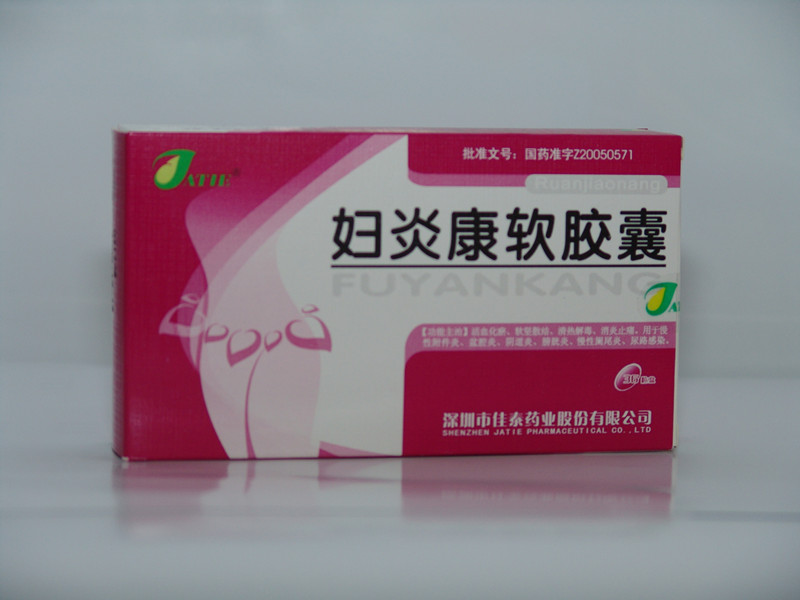 JATIE®
批准文号：国药准字Z20050571
Ruanjiaonang
妇炎康软胶囊
FUYANKANG
【功能主治】活血化瘀、软坚散结、清热解毒、消炎止痛。用于慢
性附件炎、盆腔炎、阴道炎、膀胱炎、慢性阑尾炎、尿路感染。
深圳市佳泰药业股份有限公司
SHENZHEN JATIE PHARMACEUTICAL CO., LTD